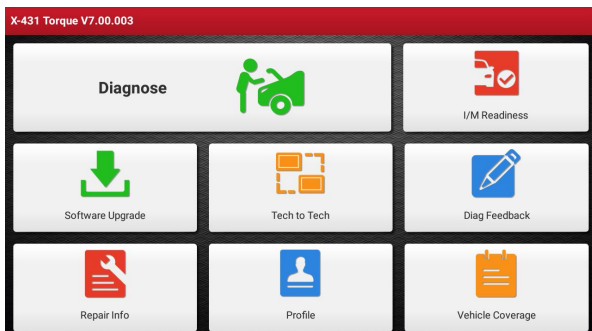 X-431 Torque V7.00.003
Diagnose
I/M Readiness
Software Upgrade
Tech to Tech
Diag Feedback
Repair Info
Profile
Vehicle Coverage